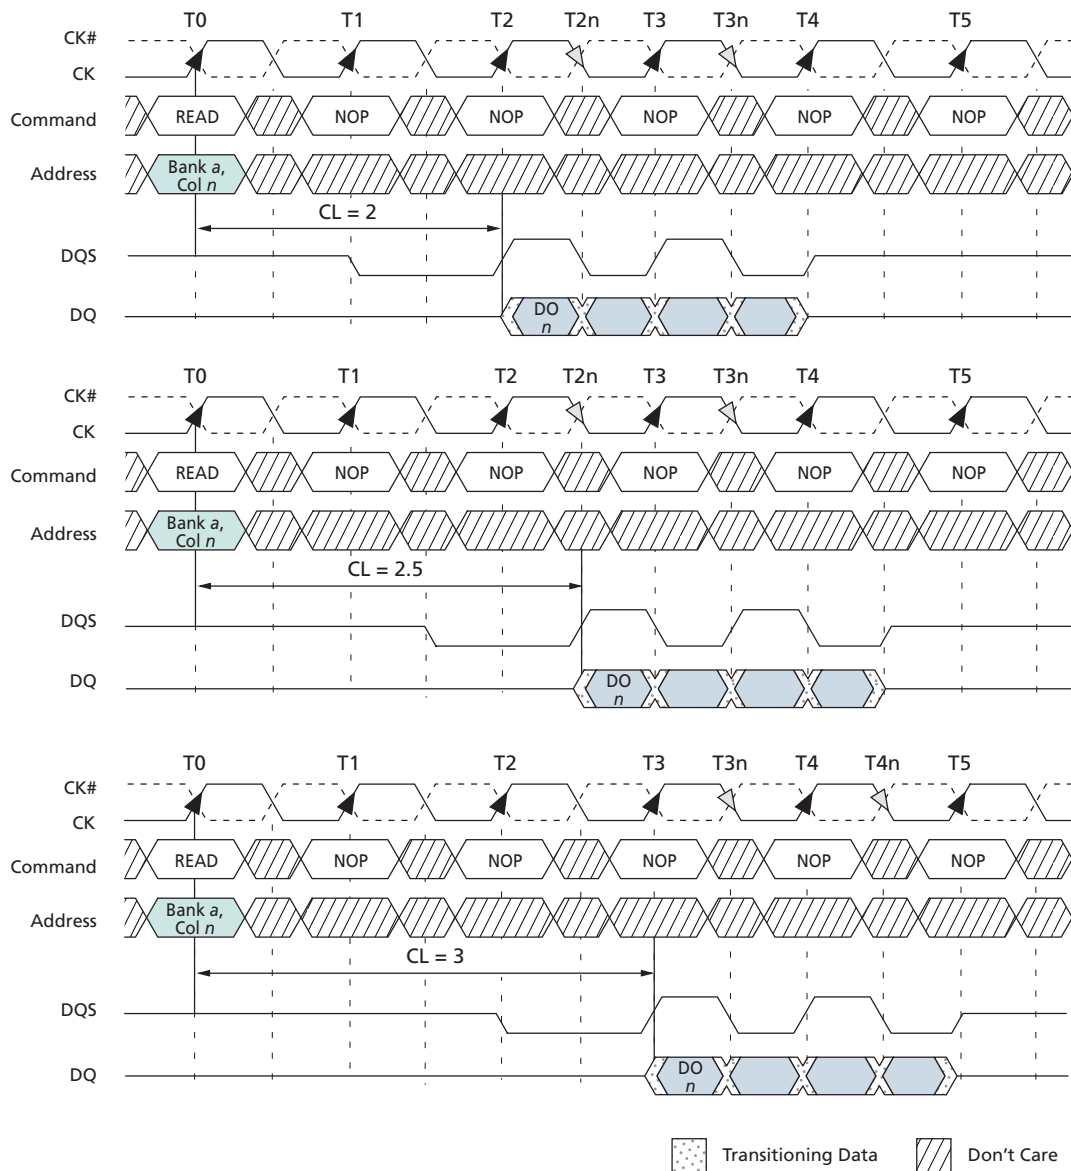 T0 T1 T2 T2n T3 T3n T4 T5
CK#
CK
Command READ NOP NOP NOP NOP NOP
Address Bank a,
Col n
CL = 2
DQS
DQ DO
n
T0 T1 T2 T2n T3 T3n T4 T5
CK#
CK
Command READ NOP NOP NOP NOP NOP
Address Bank a,
Col n
CL = 2.5
DQS
DQ DO
n
T0 T1 T2 T3 T3n T4 T4n T5
CK#
CK
Command READ NOP NOP NOP NOP NOP
Address Bank a,
Col n
CL = 3
DQS
DQ DO
n
Transitioning Data Don't Care